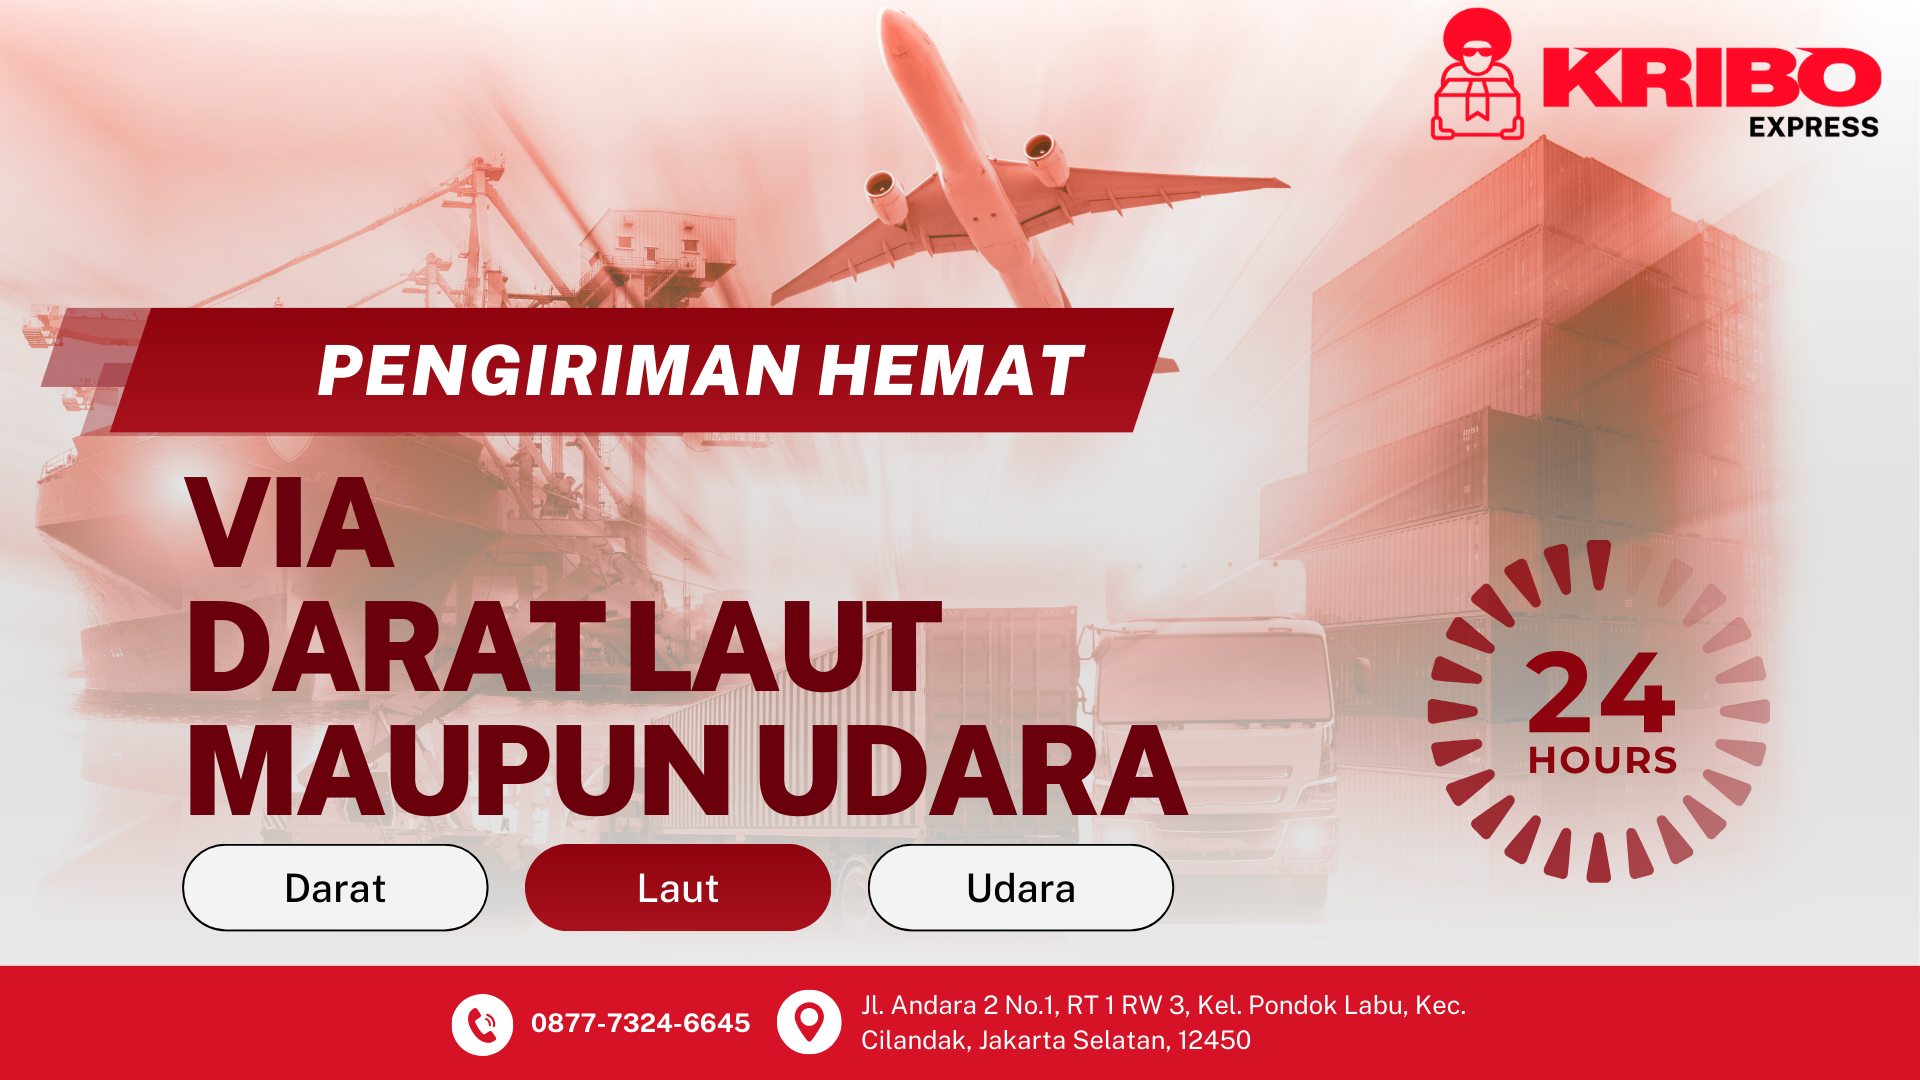 KRIBO
EXPRESS
PENGIRIMAN HEMAT
VIA
DARAT LAUT
MAUPUN UDARA
24
HOURS
Darat
Laut
Udara
0877-7324-6645
Jl. Andara 2 No.1, RT 1 RW 3, Kel. Pondok Labu, Kec.
Cilandak, Jakarta Selatan, 12450